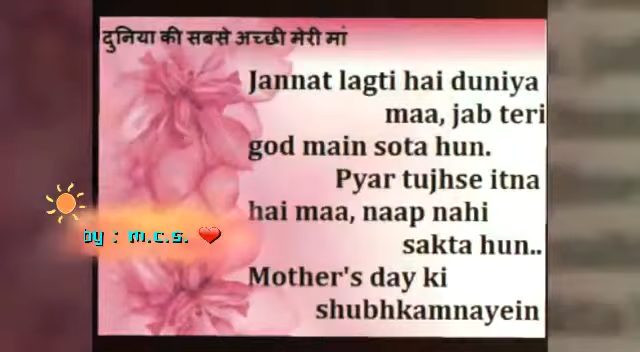 दुनिया की सबसे अच्छी मेरी मां
Jannat lagti hai duniya
maa, jab teri
god main sota hun.
Pyar tujhse itna
hai maa, naap nahi
sakta hun..
Mother's day ki
shubhkamnayein
by : m.c.s.